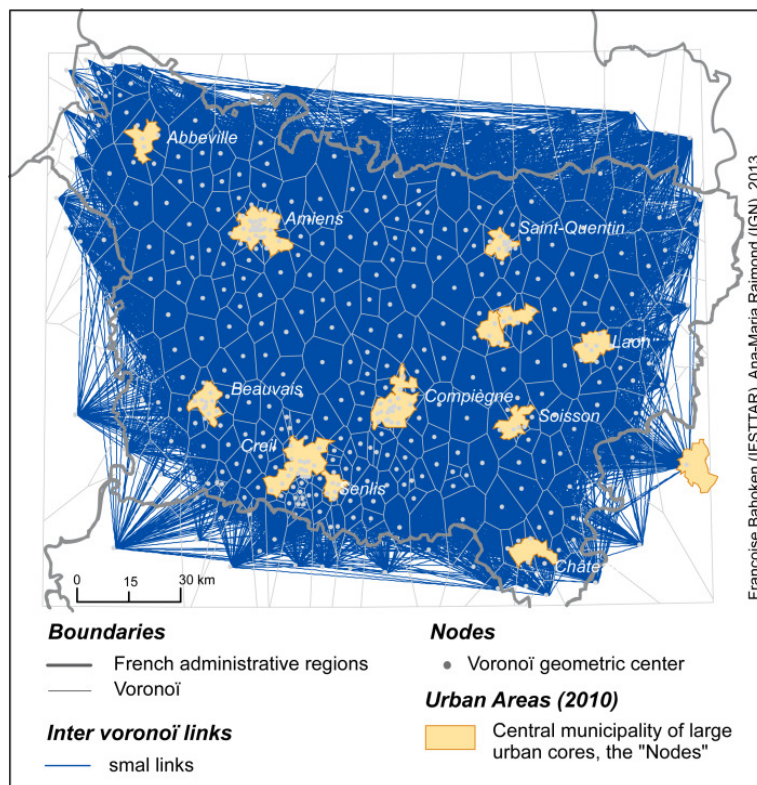 Abbeville
Amiens
Saint-Quentin
Laon
Beauvais
Compiègne
Soisson
Creil
Senlis
Châte
0 15 30 km
Françoise Bahoken (IFSTTAR), Ana-Maria Raimond (IGN), 2013
Boundaries
French administrative regions
Voronoï
Inter voronoï links
smal links
Nodes
Voronoï geometric center
Urban Areas (2010)
Central municipality of large
urban cores, the "Nodes"